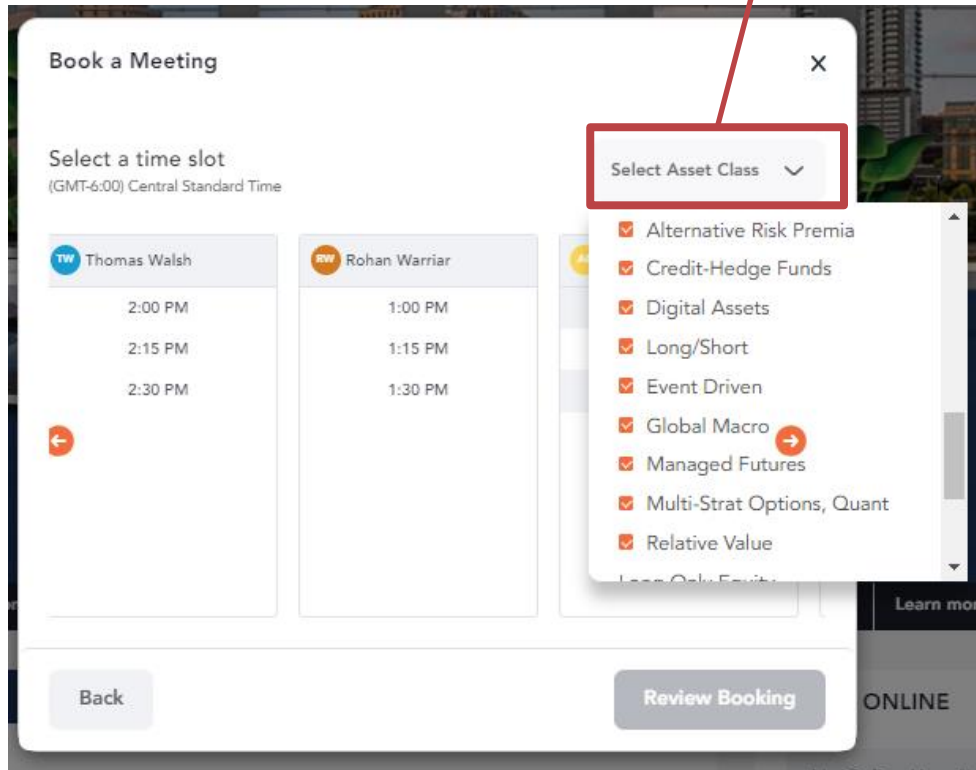 Book a Meeting
Select a time slot
(GMT-6:00) Central Standard Time
Select Asset Class
TW Thomas Walsh
2:00 PM
2:15 PM
2:30 PM
RW Rohan Warriar
1:00 PM
1:15 PM
1:30 PM
Alternative Risk Premia
Credit-Hedge Funds
Digital Assets
Long/Short
Event Driven
Global Macro
Managed Futures
Multi-Strat Options, Quant
Relative Value
Long Only Equity
Learn mor
Back
Review Booking
ONLINE